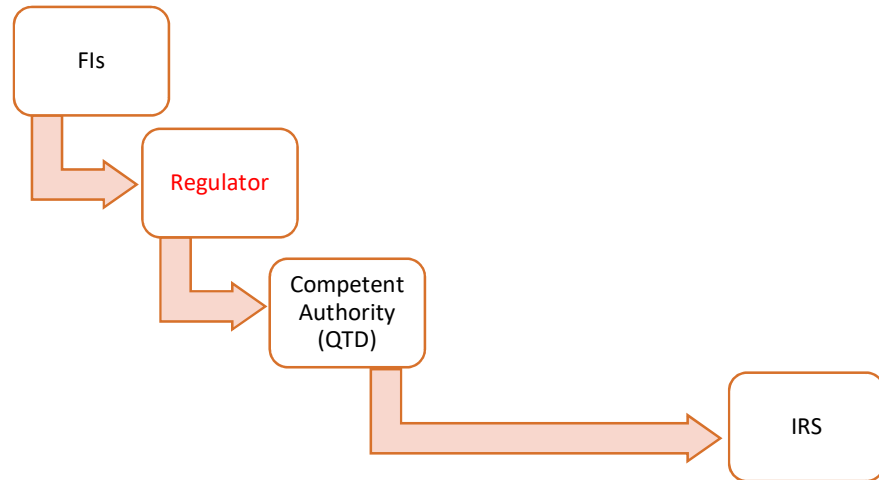 FIs
Regulator
Competent
Authority
(QTD)
IRS